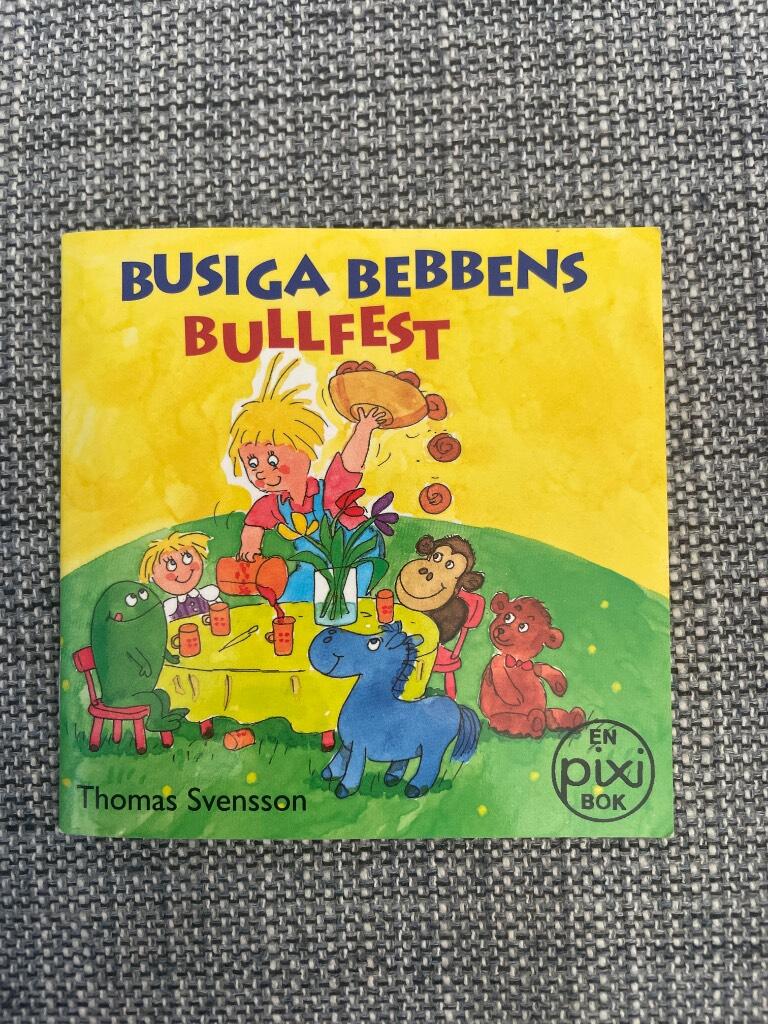 BUSIGA BEBBENS
BULLFEST
Thomas Svensson
EN
pixi
BOK